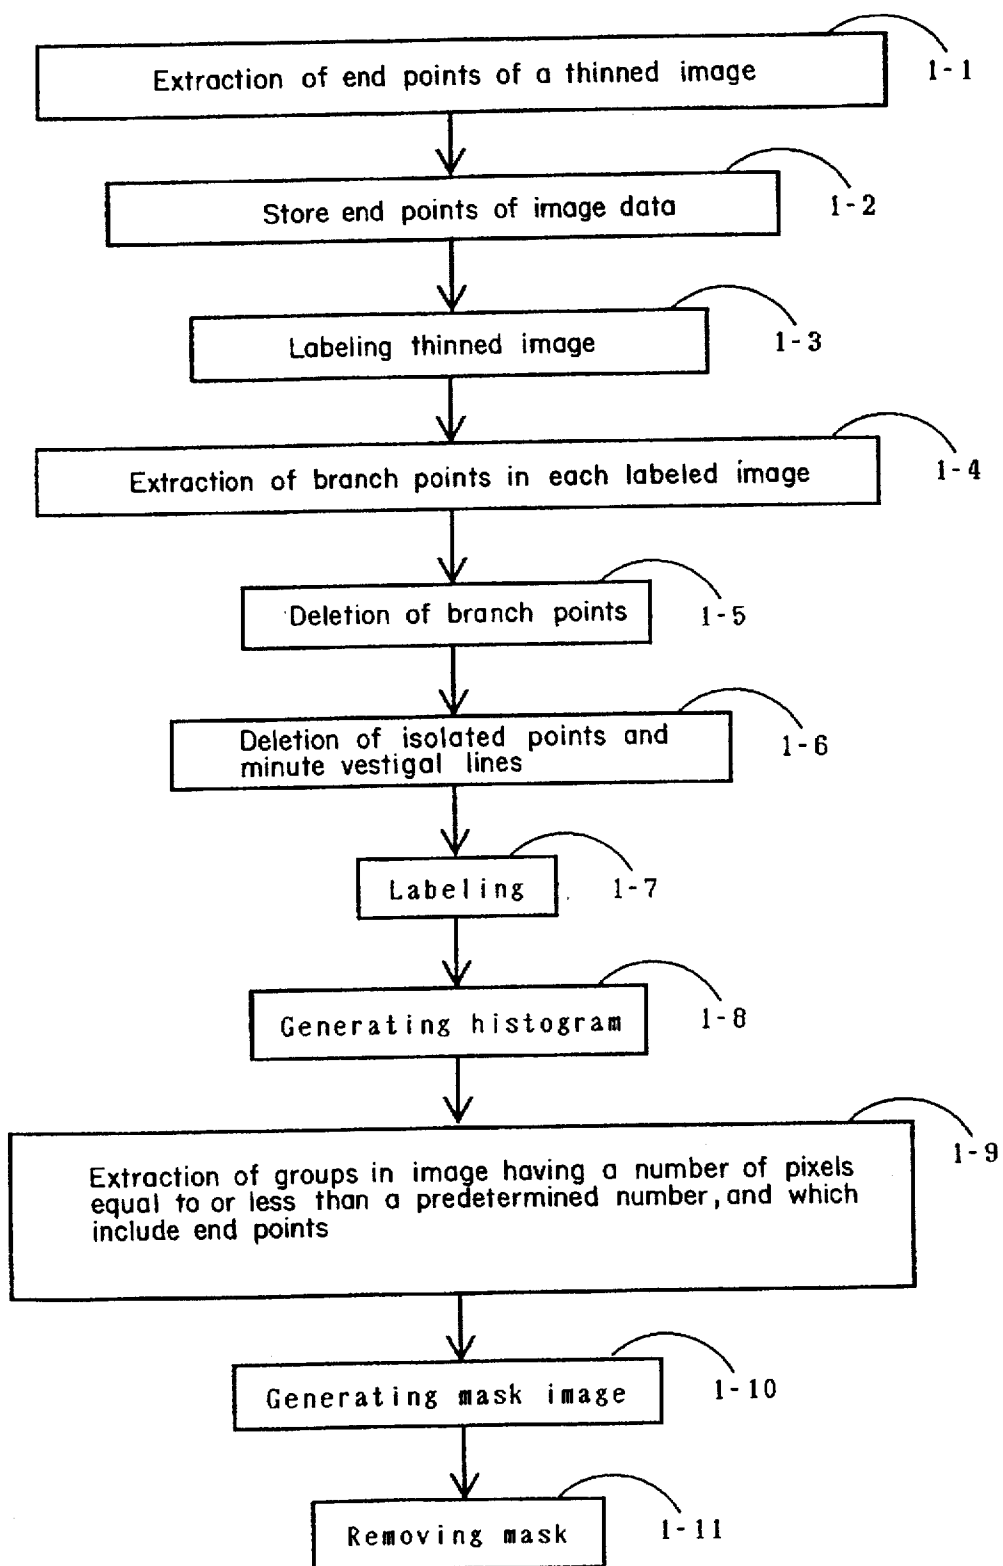 Extraction of end points of a thinned image
1-1
Store end points of image data
1-2
Labeling thinned image
1-3
Extraction of branch points in each labeled image
1-4
Deletion of branch points
1-5
Deletion of isolated points and
minute vestigal lines
1-6
Labeling
1-7
Generating histogram
1-8
Extraction of groups in image having a number of pixels
equal to or less than a predetermined number, and which
include end points
1-9
Generating mask image
1-10
Removing mask
1-11